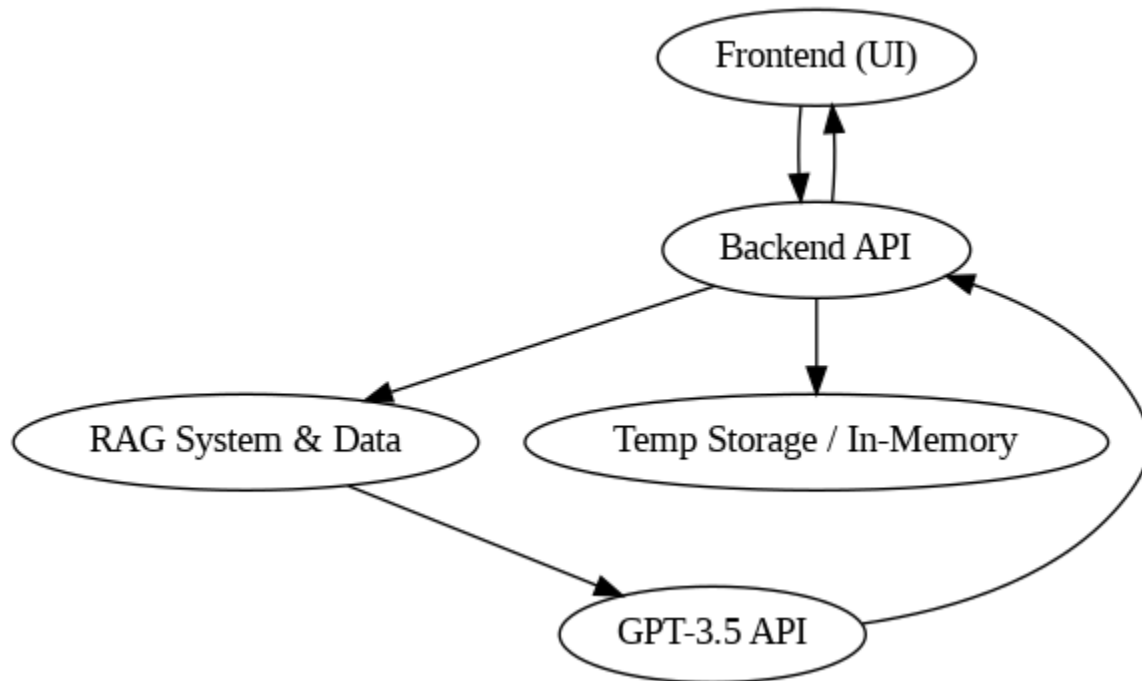 Frontend (UI)
Backend API
RAG System & Data
Temp Storage / In-Memory
GPT-3.5 API